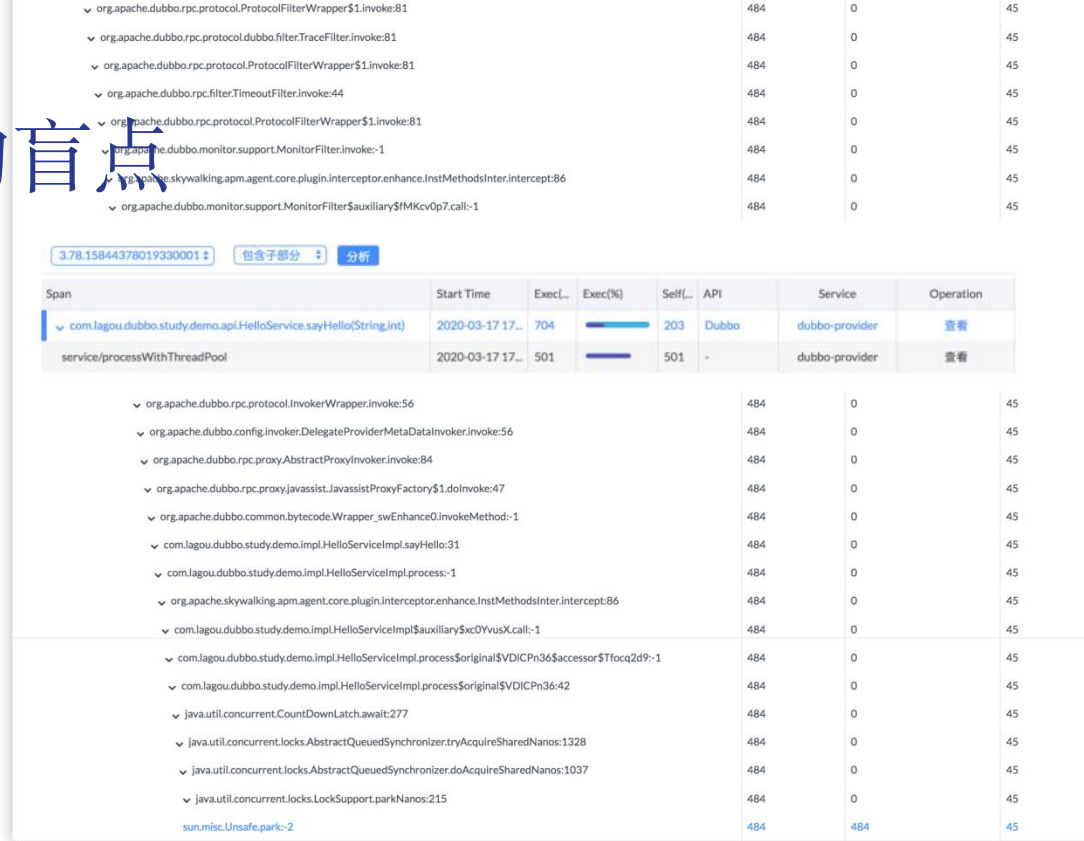 org.apache.dubbo.rpc.protocol.ProtocolFilterWrapper$1.invoke:81 484 0 45
org.apache.dubbo.rpc.protocol.dubbo.filter.TraceFilter.invoke:81 484 0 45
org.apache.dubbo.rpc.protocol.ProtocolFilterWrapper$1.invoke:81 484 0 45
org.apache.dubbo.rpc.filter.TimeoutFilter.invoke:44 484 0 45
org.apache.dubbo.rpc.protocol.ProtocolFilterWrapper$1.invoke:81 484 0 45
盲点
org.apache.dubbo.monitor.support.MonitorFilter.invoke:-1 484 0 45
org.apache.skywalking.apm.agent.core.plugin.interceptor.enhance.InstMethodsInter.intercept:86 484 0 45
org.apache.dubbo.monitor.support.MonitorFilter$auxiliary$fMKcv0p7.call:-1 484 0 45
3.78.15844378019330001 包含子部分 分析
Span Start Time Exec(... Exec(%) Self(... API Service Operation
com.lagou.dubbo.study.demo.api.HelloService.sayHello(String,int) 2020-03-17 17... 704 203 Dubbo dubbo-provider 查看
service/processWithThreadPool 2020-03-17 17... 501 501 - dubbo-provider 查看
org.apache.dubbo.rpc.protocol.InvokerWrapper.invoke:56 484 0 45
org.apache.dubbo.config.invoker.DelegateProviderMetaDataInvoker.invoke:56 484 0 45
org.apache.dubbo.rpc.proxy.AbstractProxyInvoker.invoke:84 484 0 45
org.apache.dubbo.rpc.proxy.javassist.JavassistProxyFactory$1.doInvoke:47 484 0 45
org.apache.dubbo.common.bytecode.Wrapper_swEnhance0.invokeMethod:-1 484 0 45
com.lagou.dubbo.study.demo.impl.HelloServiceImpl.sayHello:31 484 0 45
com.lagou.dubbo.study.demo.impl.HelloServiceImpl.process:-1 484 0 45
org.apache.skywalking.apm.agent.core.plugin.interceptor.enhance.InstMethodsInter.intercept:86 484 0 45
com.lagou.dubbo.study.demo.impl.HelloServiceImpl$auxiliary$xc0YvusX.call:-1 484 0 45
com.lagou.dubbo.study.demo.impl.HelloServiceImpl.process$original$VDICPn36$accessor$Tfocq2d9:-1 484 0 45
com.lagou.dubbo.study.demo.impl.HelloServiceImpl.process$original$VDICPn36:42 484 0 45
java.util.concurrent.CountDownLatch.await:277 484 0 45
java.util.concurrent.locks.AbstractQueuedSynchronizer.tryAcquireSharedNanos:1328 484 0 45
java.util.concurrent.locks.AbstractQueuedSynchronizer.doAcquireSharedNanos:1037 484 0 45
java.util.concurrent.locks.LockSupport.parkNanos:215 484 0 45
sun.misc.Unsafe.park:-2 484 484 45